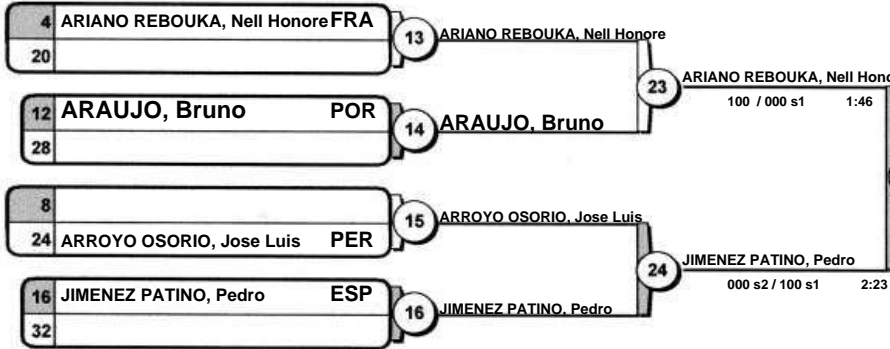 4 ARIANO REBOUKA, Nell Honore FRA
20
13 ARIANO REBOUKA, Nell Honore
12 ARAUJO, Bruno POR
28
14 ARAUJO, Bruno
23 ARIANO REBOUKA, Nell Hono
100 / 000 s1 1:46
8
24 ARROYO OSORIO, Jose Luis PER
15 ARROYO OSORIO, Jose Luis
16 JIMENEZ PATINO, Pedro ESP
32
16 JIMENEZ PATINO, Pedro
24 JIMENEZ PATINO, Pedro
000 s2 / 100 s1 2:23